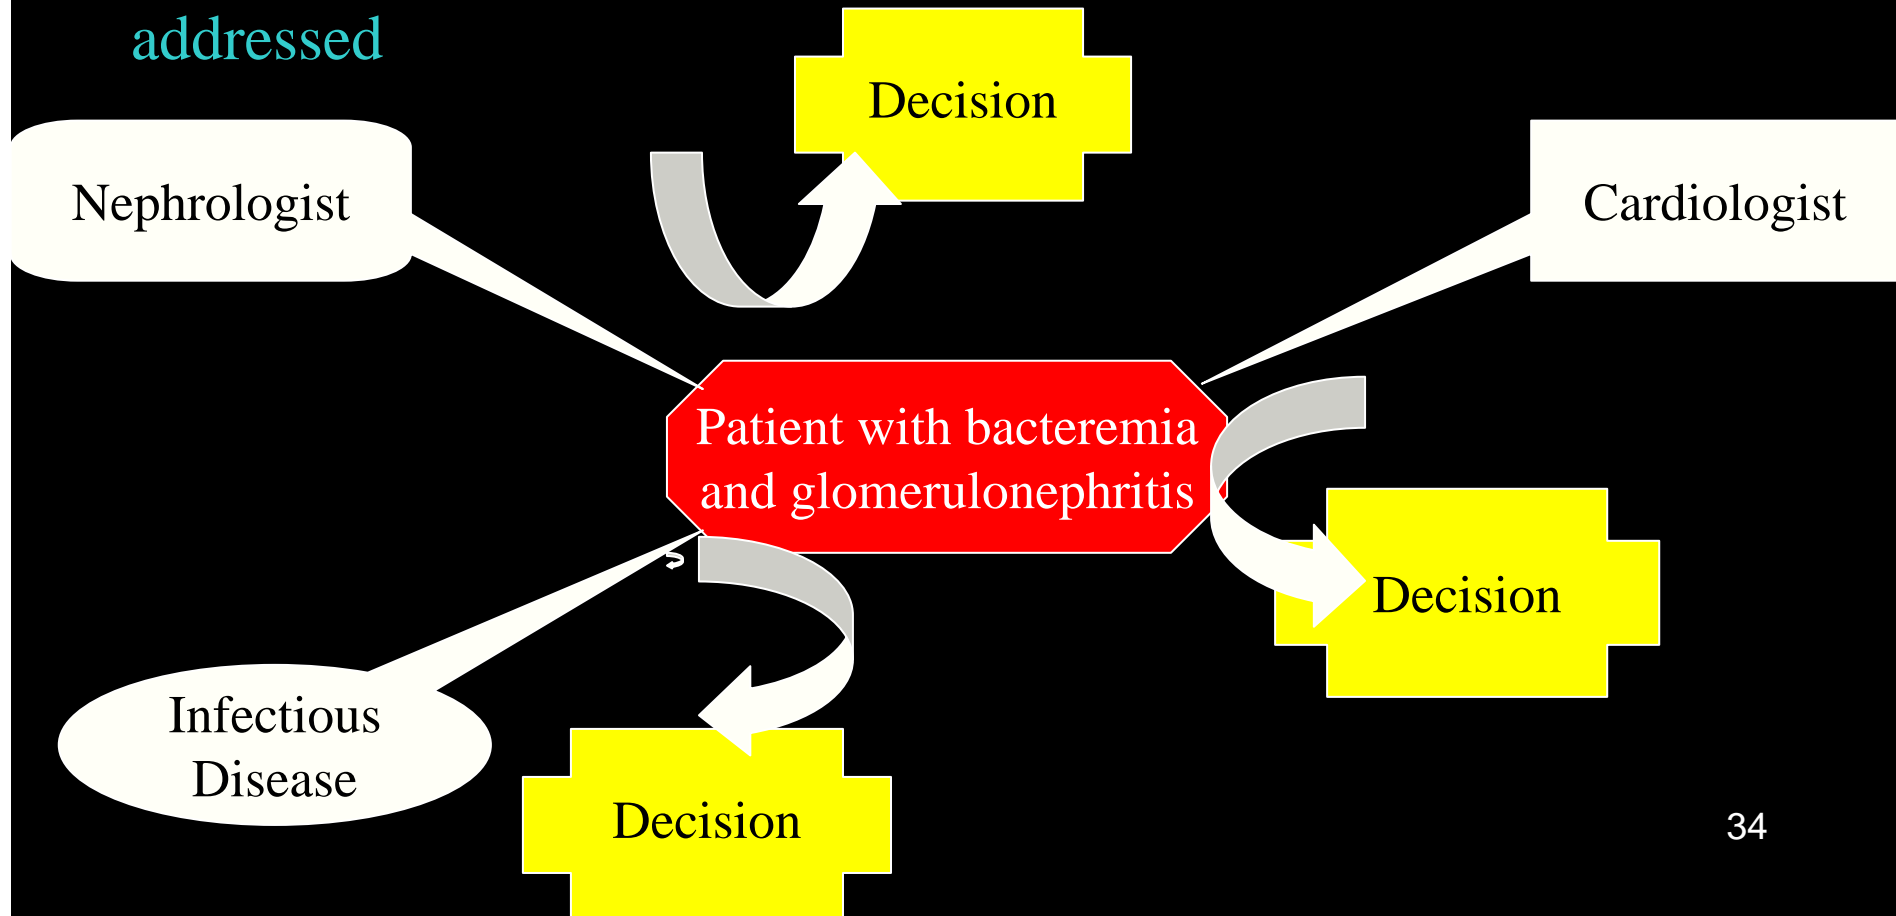 addressed
Decision
Nephrologist
Cardiologist
Patient with bacteremia
and glomerulonephritis
Decision
Infectious
Disease
Decision
34